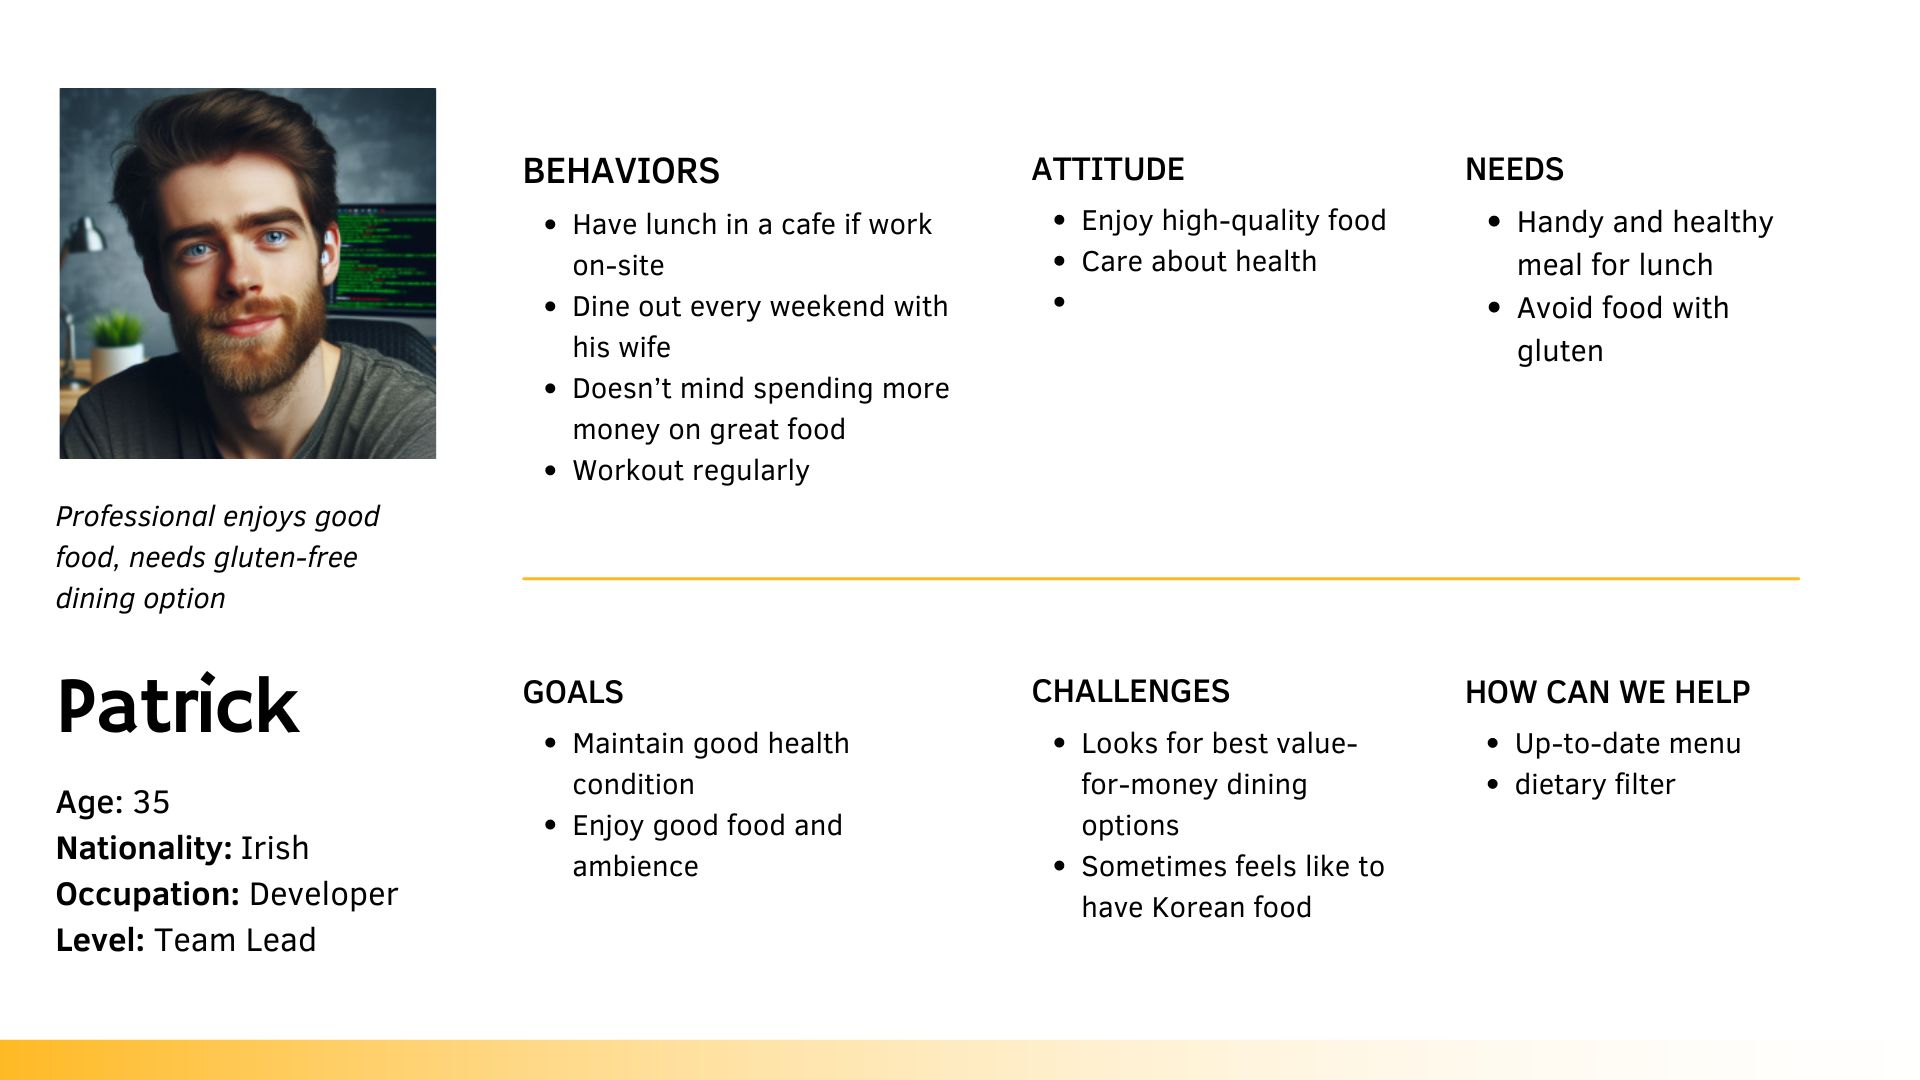 Professional enjoys good
food, needs gluten-free
dining option
Patrick
Age: 35
Nationality: Irish
Occupation: Developer
Level: Team Lead
BEHAVIORS
• Have lunch in a cafe if work
on-site
• Dine out every weekend with
his wife
• Doesn’t mind spending more
money on great food
• Workout regularly
ATTITUDE
• Enjoy high-quality food
• Care about health
•
NEEDS
• Handy and healthy
meal for lunch
• Avoid food with
gluten
GOALS
• Maintain good health
condition
• Enjoy good food and
ambience
CHALLENGES
• Looks for best value-
for-money dining
options
• Sometimes feels like to
have Korean food
HOW CAN WE HELP
• Up-to-date menu
• dietary filter